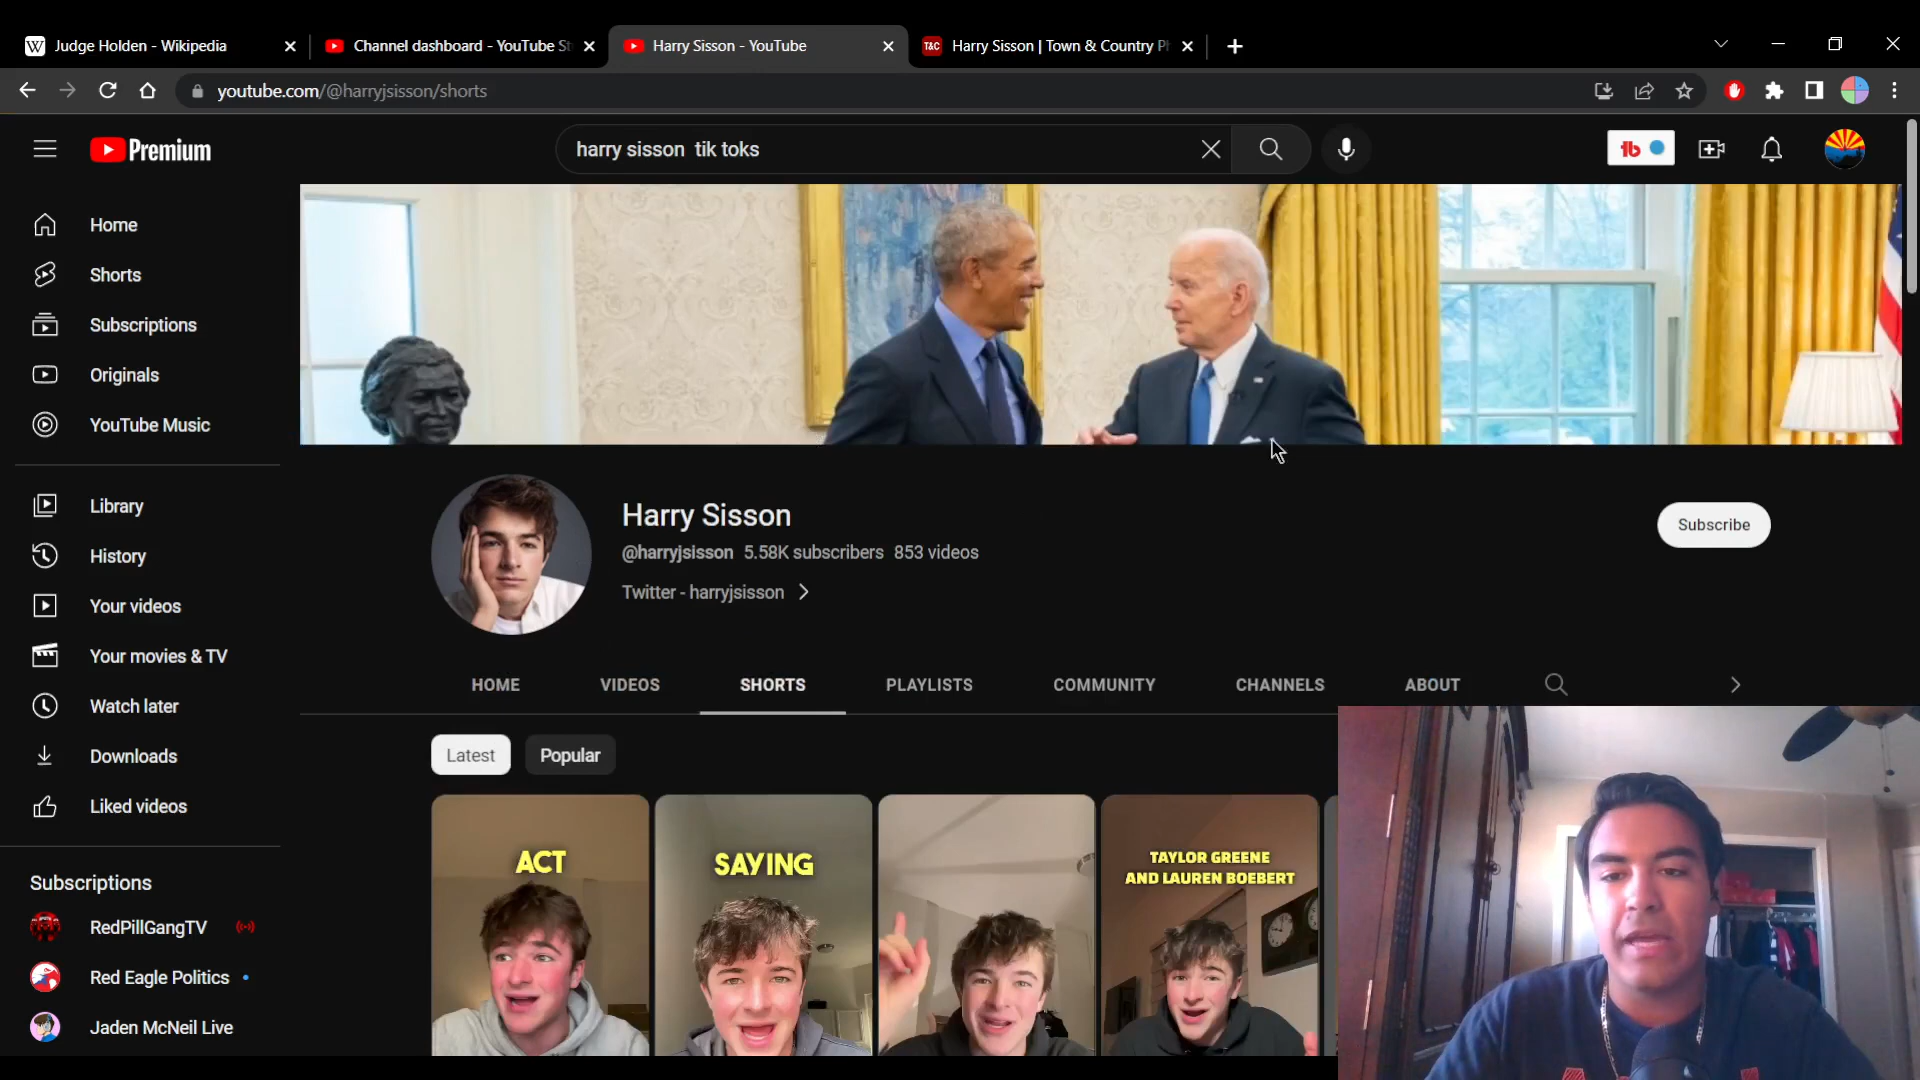 Judge Holden - Wikipedia
Channel dashboard - YouTube St
Harry Sisson - YouTube
T&C
Harry Sisson | Town & Country Pl
youtube.com/@harryjsisson/shorts
Premium
harry sisson tik toks
tb
Home
Shorts
Subscriptions
Originals
YouTube Music
Library
History
Your videos
Your movies & TV
Watch later
Downloads
Liked videos
Subscriptions
RedPillGangTV
Red Eagle Politics
Jaden McNeil Live
Harry Sisson
@harryjsisson 5.58K subscribers 853 videos
Twitter - harryjsisson
Subscribe
HOME VIDEOS SHORTS PLAYLISTS COMMUNITY CHANNELS ABOUT
Latest Popular
ACT
SAYING
TAYLOR GREENE
AND LAUREN BOEBERT